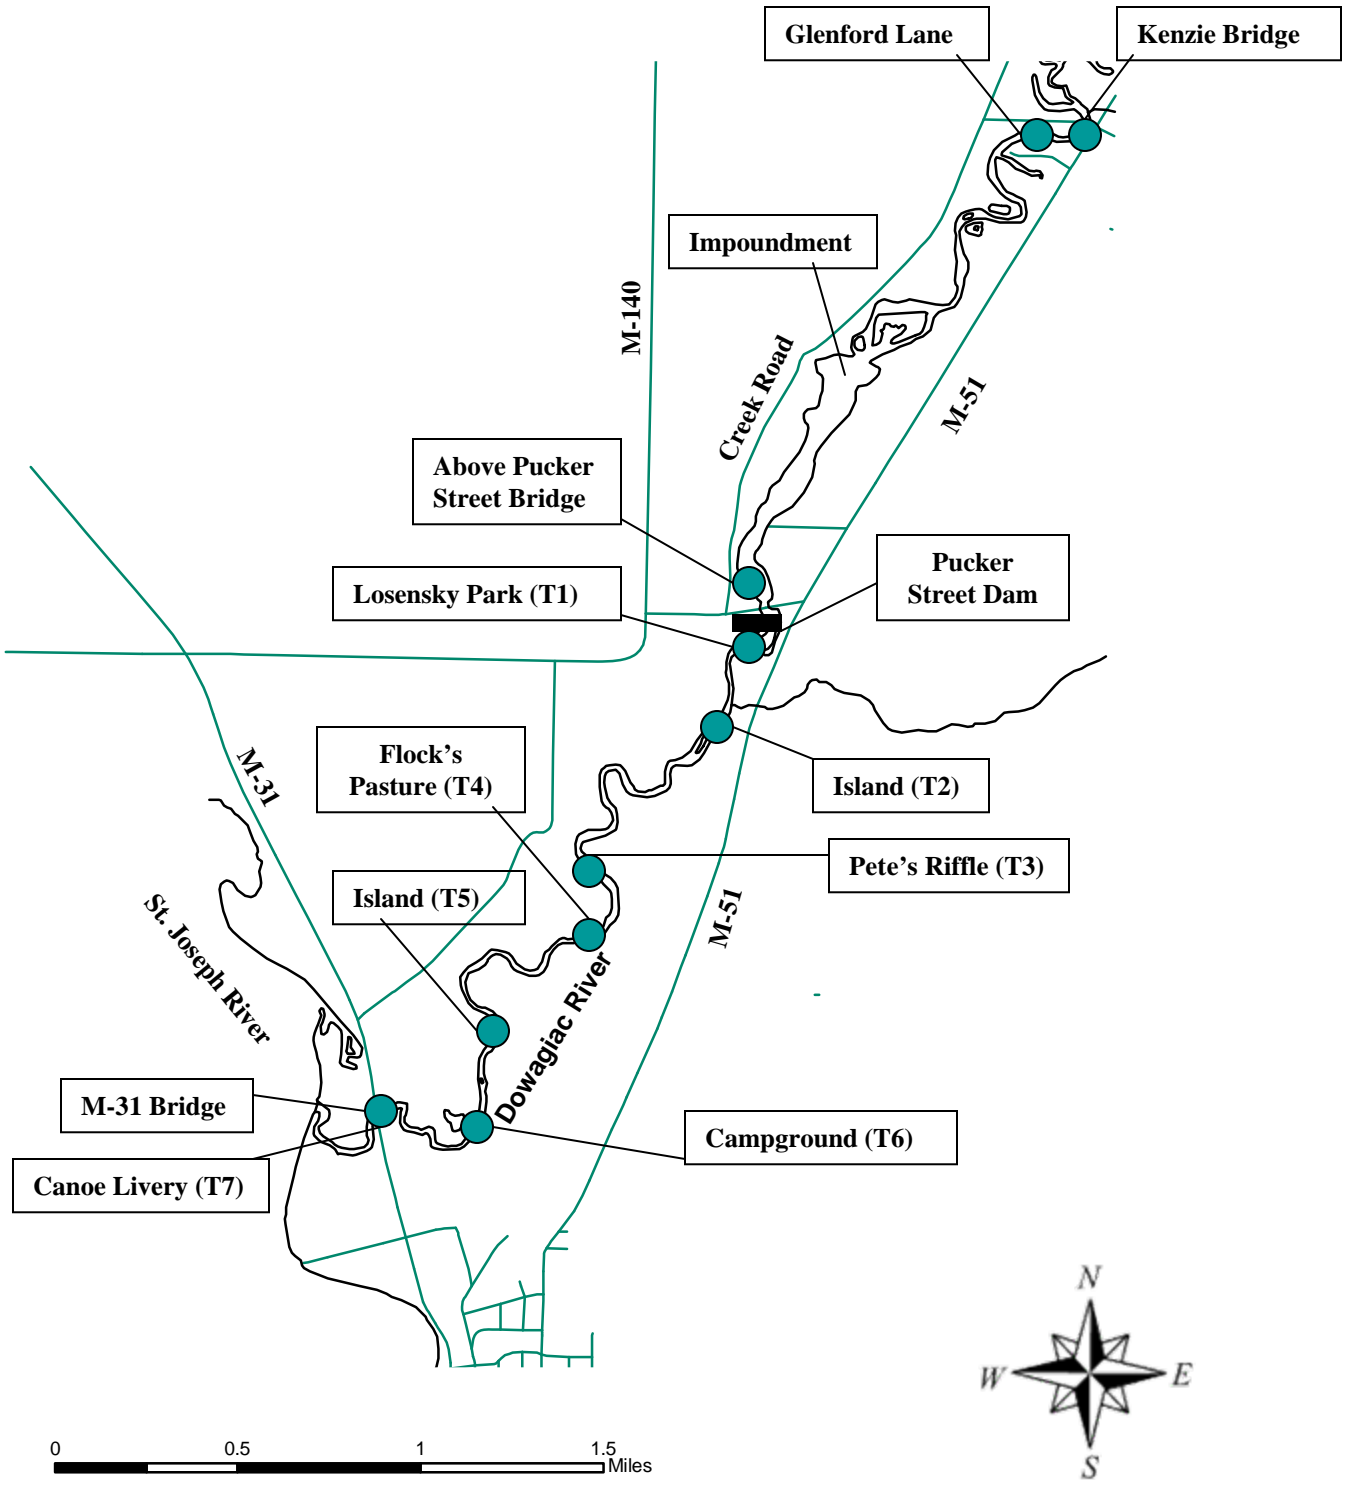 Glenford Lane
Kenzie Bridge
Impoundment
M-140
Creek Road
M-51
Above Pucker
Street Bridge
Pucker
Street Dam
Losensky Park (T1)
Flock's
Pasture (T4)
M-31
Island (T2)
Pete's Riffle (T3)
Island (T5)
St. Joseph River
M-51
Dowagiac River
M-31 Bridge
Campground (T6)
Canoe Livery (T7)
N
W
E
S
0
0.5
1
1.5
Miles